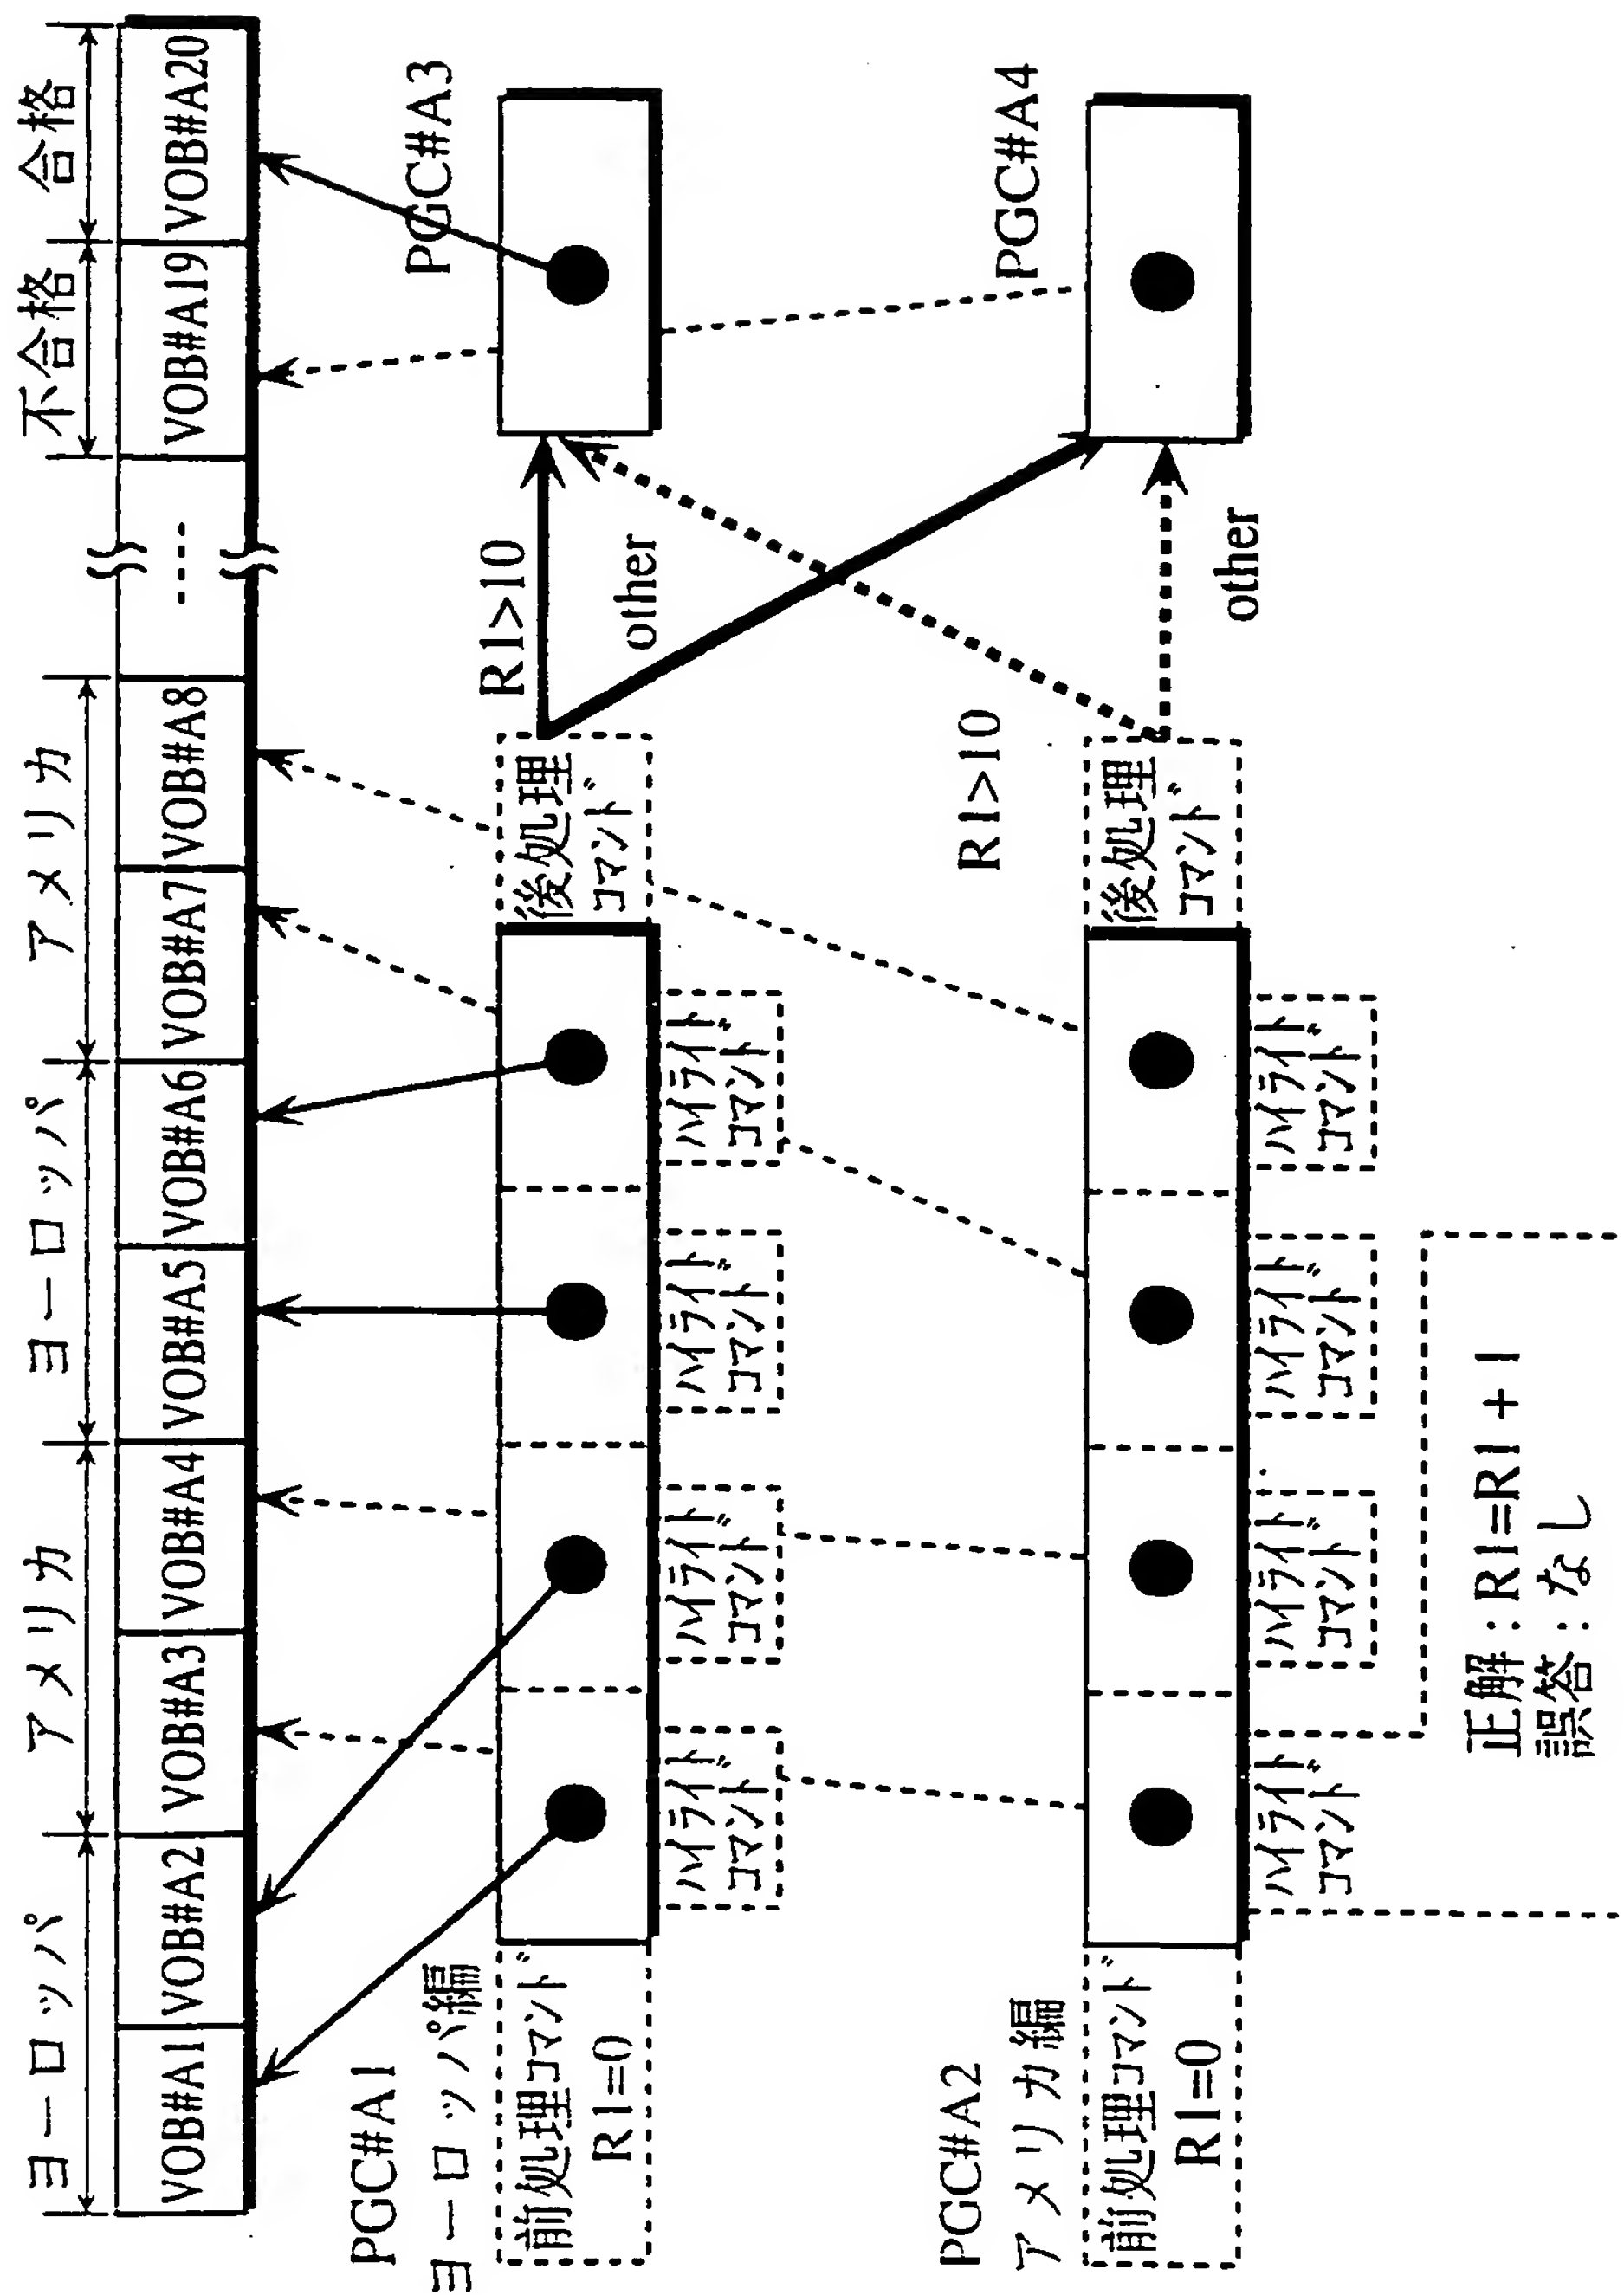 ヨーロッパ
アメリカ
ヨーロッパ
アメリカ
不合格
合格
VOB#A1
VOB#A2
VOB#A3
VOB#A4
VOB#A5
VOB#A6
VOB#A7
VOB#A8
VOB#A19
VOB#A20
PGC#A1
ヨーロッパ編
前処理コマンド
R1=0
ハイライト
コマンド
ハイライト
コマンド
ハイライト
コマンド
ハイライト
コマンド
後処理
コマンド
R1>10
other
PGC#A3
PGC#A2
アメリカ編
前処理コマンド
R1=0
ハイライト
コマンド
ハイライト
コマンド
ハイライト
コマンド
ハイライト
コマンド
後処理
コマンド
R1>10
other
PGC#A4
正解:R1=R1+1
誤答:なし